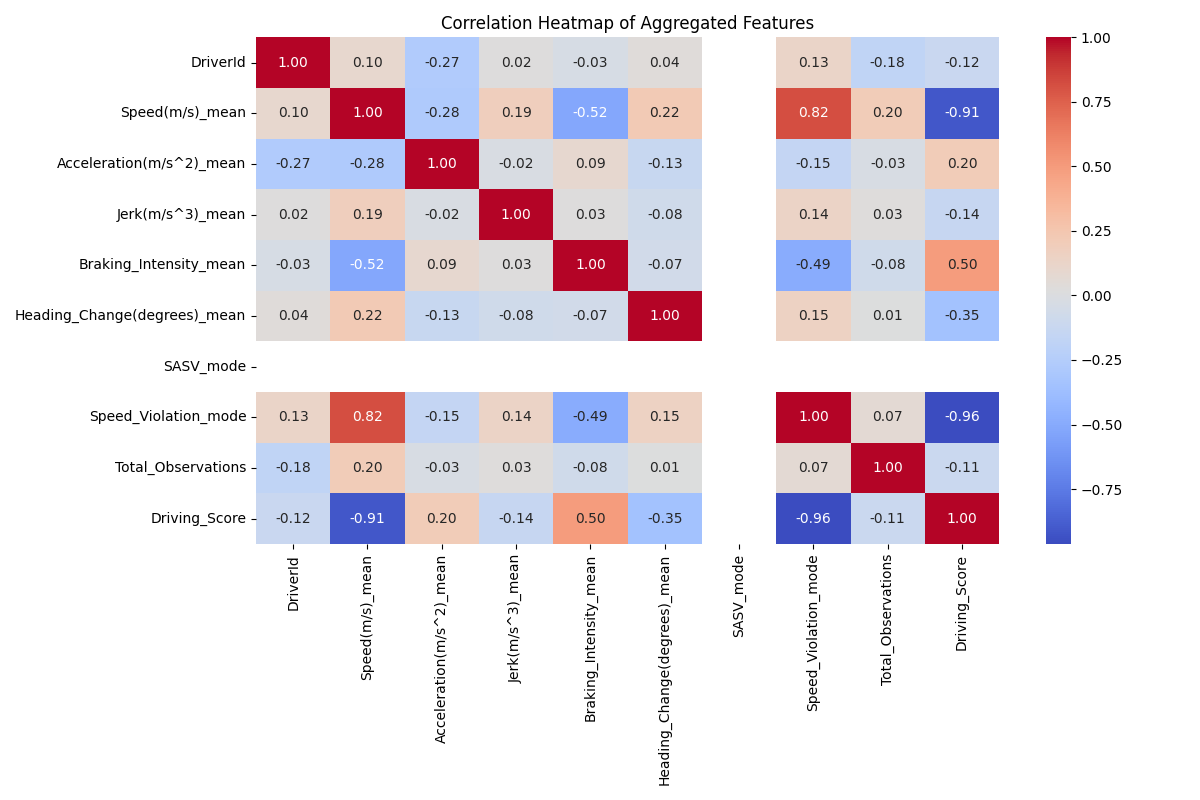 Correlation Heatmap of Aggregated Features
DriverId 1.00 0.10 -0.27 0.02 -0.03 0.04 0.13 -0.18 -0.12
Speed(m/s)_mean 0.10 1.00 -0.28 0.19 -0.52 0.22 0.82 0.20 -0.91
Acceleration(m/s^2)_mean -0.27 -0.28 1.00 -0.02 0.09 -0.13 -0.15 -0.03 0.20
Jerk(m/s^3)_mean 0.02 0.19 -0.02 1.00 0.03 -0.08 0.14 0.03 -0.14
Braking_Intensity_mean -0.03 -0.52 0.09 0.03 1.00 -0.07 -0.49 -0.08 0.50
Heading_Change(degrees)_mean 0.04 0.22 -0.13 -0.08 -0.07 1.00 0.15 0.01 -0.35
SASV_mode
Speed_Violation_mode 0.13 0.82 -0.15 0.14 -0.49 0.15 1.00 0.07 -0.96
Total_Observations -0.18 0.20 -0.03 0.03 -0.08 0.01 0.07 1.00 -0.11
Driving_Score -0.12 -0.91 0.20 -0.14 0.50 -0.35 -0.96 -0.11 1.00
DriverId
Speed(m/s)_mean
Acceleration(m/s^2)_mean
Jerk(m/s^3)_mean
Braking_Intensity_mean
Heading_Change(degrees)_mean
SASV_mode
Speed_Violation_mode
Total_Observations
Driving_Score
1.00
0.75
0.50
0.25
0.00
−0.25
−0.50
−0.75